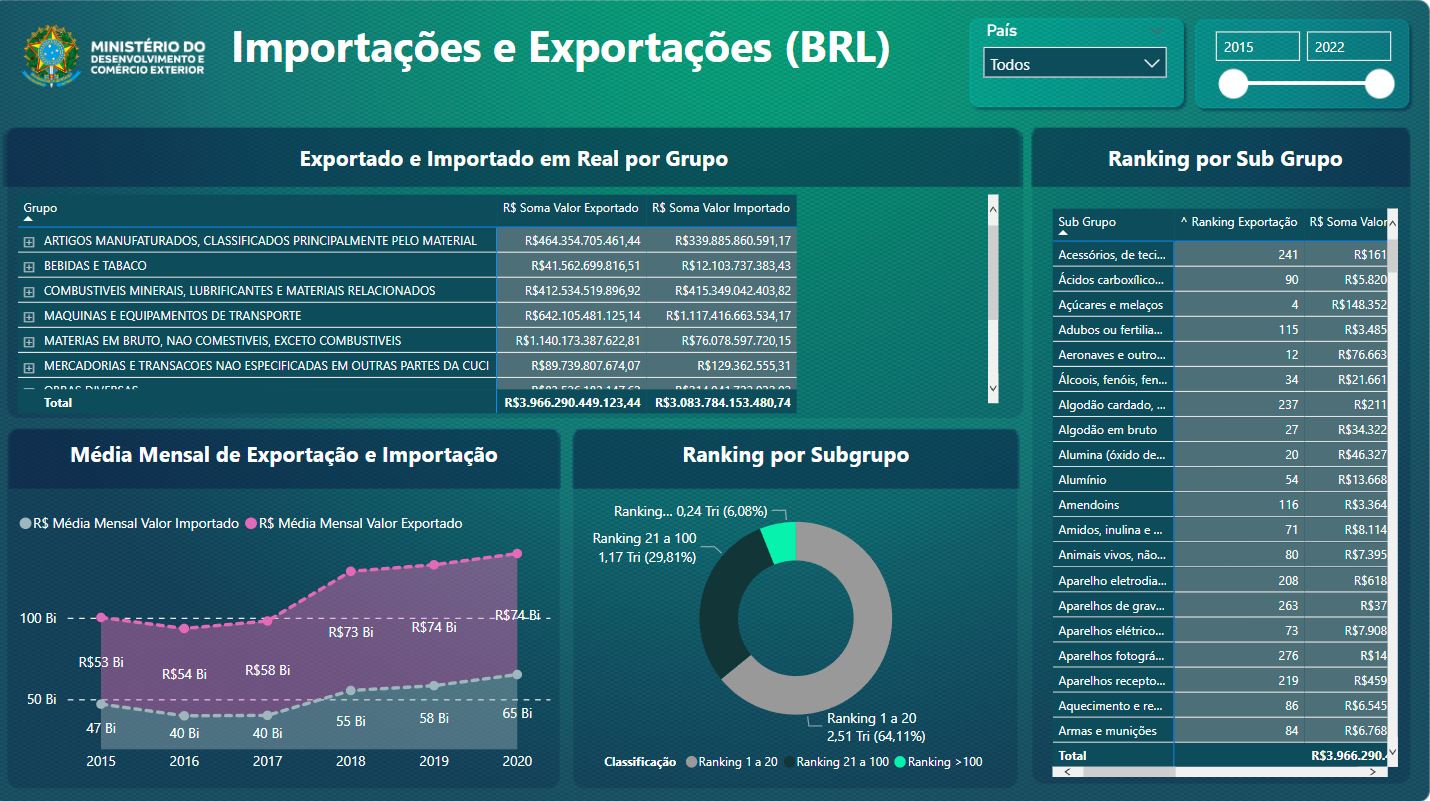 MINISTÉRIO DO
DESENVOLVIMENTO E
COMÉRCIO EXTERIOR
Importações e Exportações (BRL)
País
Todos
2015 2022
Exportado e Importado em Real por Grupo
Grupo R$ Soma Valor Exportado R$ Soma Valor Importado
ARTIGOS MANUFATURADOS, CLASSIFICADOS PRINCIPALMENTE PELO MATERIAL R$464.354.705.461,44 R$339.885.860.591,17
BEBIDAS E TABACO R$41.562.699.816,51 R$12.103.737.383,43
COMBUSTIVEIS MINERAIS, LUBRIFICANTES E MATERIAIS RELACIONADOS R$412.534.519.896,92 R$415.349.042.403,82
MAQUINAS E EQUIPAMENTOS DE TRANSPORTE R$642.105.481.125,14 R$1.117.416.663.534,17
MATERIAS EM BRUTO, NAO COMESTIVEIS, EXCETO COMBUSTIVEIS R$1.140.173.387.622,81 R$76.078.597.720,15
MERCADORIAS E TRANSACOES NAO ESPECIFICADAS EM OUTRAS PARTES DA CUCI R$89.739.807.674,07 R$129.362.555,31
OBRAS DIVERSAS
Total R$3.966.290.449.123,44 R$3.083.784.153.480,74
Ranking por Sub Grupo
Sub Grupo ^ Ranking Exportação R$ Soma Valor
Acessórios, de teci... 241 R$161
Ácidos carboxílico... 90 R$5.820
Açúcares e melaços 4 R$148.352
Adubos ou fertilia... 115 R$3.485
Aeronaves e outro... 12 R$76.663
Álcoois, fenóis, fen... 34 R$21.661
Algodão cardado, ... 237 R$211
Algodão em bruto 27 R$34.322
Alumina (óxido de... 20 R$46.327
Alumínio 54 R$13.668
Amendoins 116 R$3.364
Amidos, inulina e ... 71 R$8.114
Animais vivos, não... 80 R$7.395
Aparelho eletrodia... 208 R$618
Aparelhos de grav... 263 R$37
Aparelhos elétrico... 73 R$7.908
Aparelhos fotográ... 276 R$14
Aparelhos recepto... 219 R$459
Aquecimento e re... 86 R$6.545
Armas e munições 84 R$6.768
Total R$3.966.290.
Média Mensal de Exportação e Importação
R$ Média Mensal Valor Importado R$ Média Mensal Valor Exportado
100 Bi
50 Bi
R$53 Bi R$54 Bi R$58 Bi R$73 Bi R$74 Bi R$74 Bi
47 Bi 40 Bi 40 Bi 55 Bi 58 Bi 65 Bi
2015 2016 2017 2018 2019 2020
Ranking por Subgrupo
Ranking... 0,24 Tri (6,08%)
Ranking 21 a 100
1,17 Tri (29,81%)
Ranking 1 a 20
2,51 Tri (64,11%)
Classificação Ranking 1 a 20 Ranking 21 a 100 Ranking >100